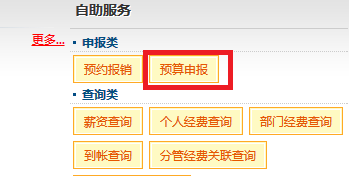 自助服务
更多...
申报类
预约报销 预算申报
查询类
薪资查询 个人经费查询 部门经费查询
到帐查询 分管经费关联查询